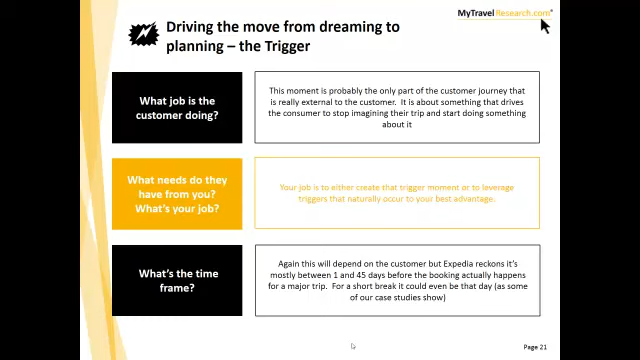 MyTravelResearch.com®
Driving the move from dreaming to
planning – the Trigger
What job is the
customer doing?
This moment is probably the only part of the customer journey that
is really external to the customer. It is about something that drives
the consumer to stop imagining their trip and start doing something
about it
What needs do they
have from you?
What's your job?
Your job is to either create that trigger moment or to leverage
triggers that naturally occur to your best advantage.
What's the time
frame?
Again this will depend on the customer but Expedia reckons it's
mostly between 1 and 45 days before the booking actually happens
for a major trip. For a short break it could even be that day (as some
of our case studies show)
Page 21